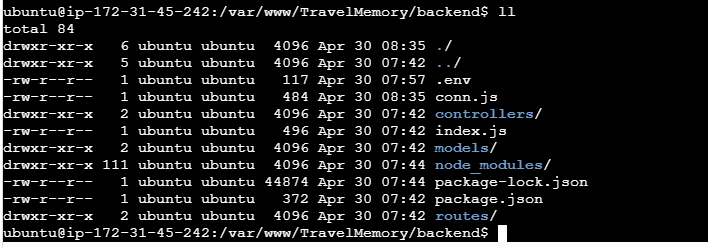 ubuntu@ip-172-31-45-242:/var/www/TravelMemory/backend$ ll
total 84
drwxr-xr-x   6 ubuntu ubuntu  4096 Apr 30 08:35 ./
drwxr-xr-x   5 ubuntu ubuntu  4096 Apr 30 07:42 ../
-rw-r--r--   1 ubuntu ubuntu   117 Apr 30 07:57 .env
-rw-r--r--   1 ubuntu ubuntu   484 Apr 30 08:35 conn.js
drwxr-xr-x   2 ubuntu ubuntu  4096 Apr 30 07:42 controllers/
-rw-r--r--   1 ubuntu ubuntu   496 Apr 30 07:42 index.js
drwxr-xr-x   2 ubuntu ubuntu  4096 Apr 30 07:42 models/
drwxr-xr-x 111 ubuntu ubuntu  4096 Apr 30 07:44 node_modules/
-rw-r--r--   1 ubuntu ubuntu 44874 Apr 30 07:44 package-lock.json
-rw-r--r--   1 ubuntu ubuntu   372 Apr 30 07:42 package.json
drwxr-xr-x   2 ubuntu ubuntu  4096 Apr 30 07:42 routes/
ubuntu@ip-172-31-45-242:/var/www/TravelMemory/backend$